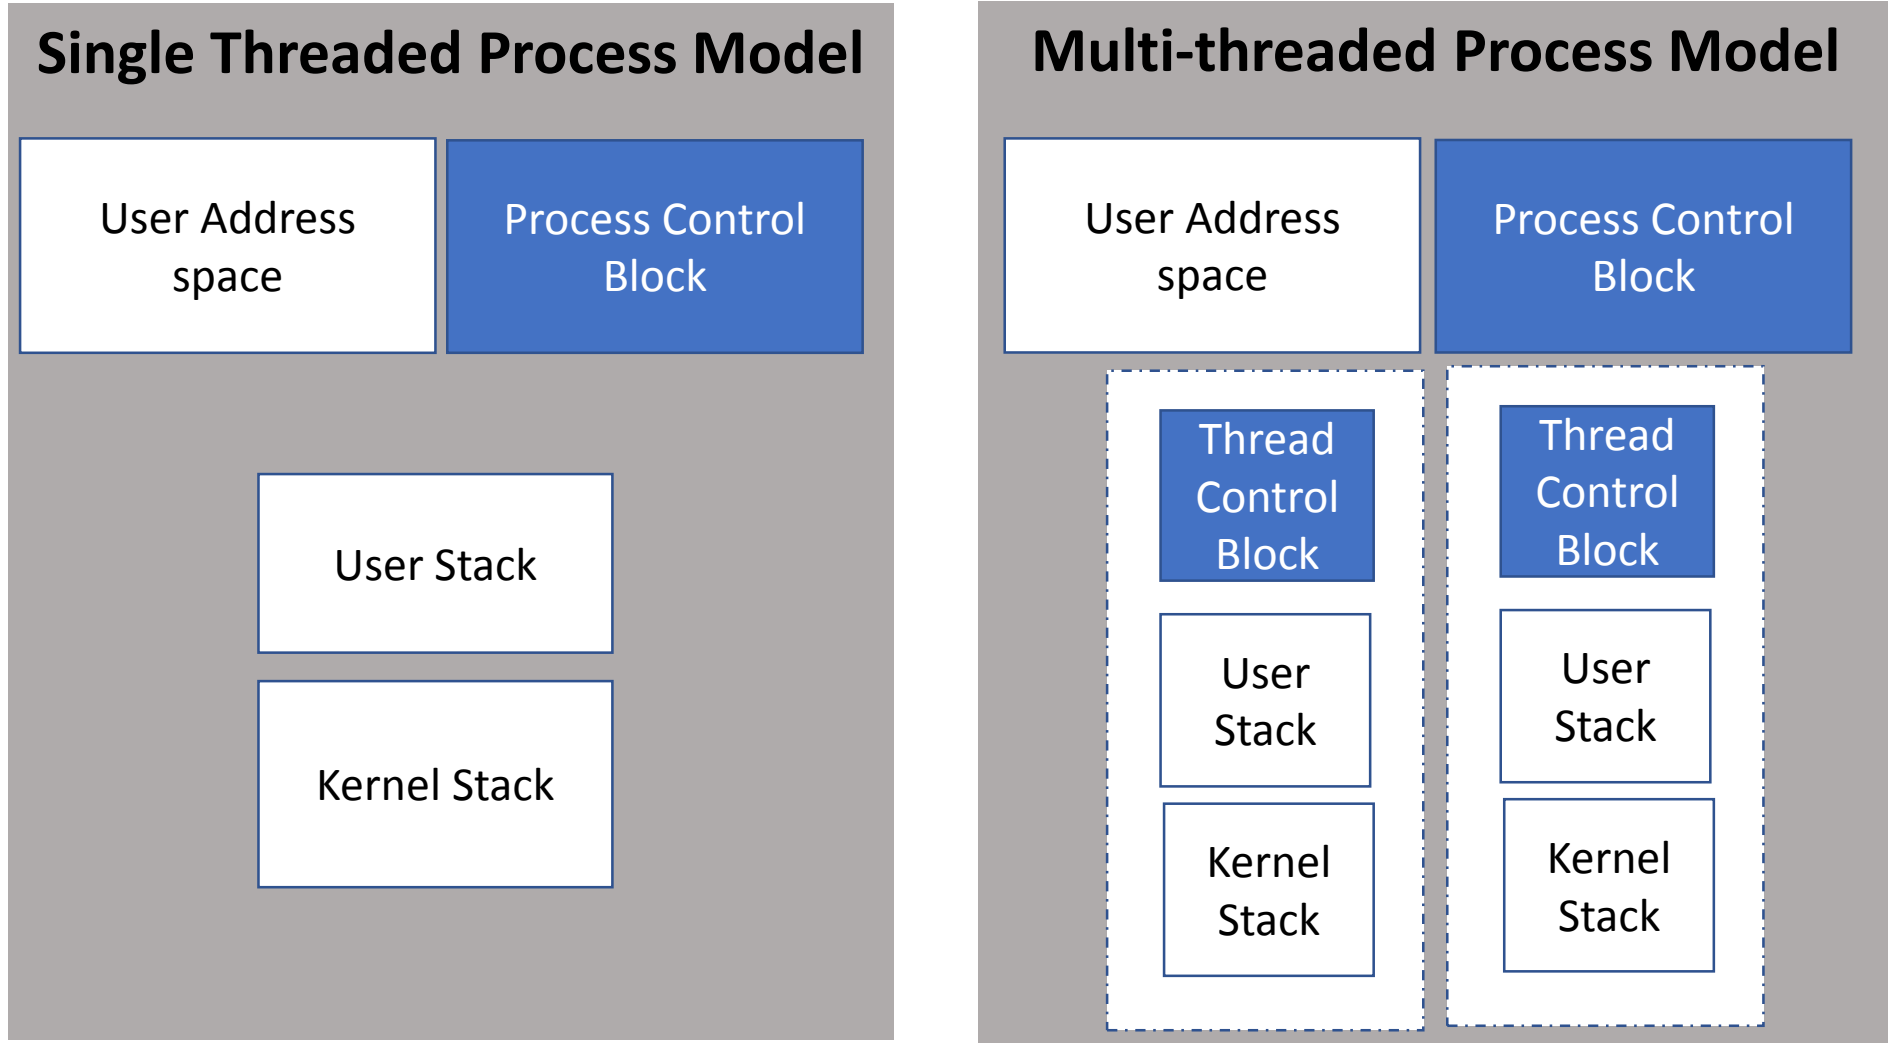 Single Threaded Process Model
User Address
space
Process Control
Block
User Stack
Kernel Stack
Multi-threaded Process Model
User Address
space
Process Control
Block
Thread
Control
Block
User
Stack
Kernel
Stack
Thread
Control
Block
User
Stack
Kernel
Stack